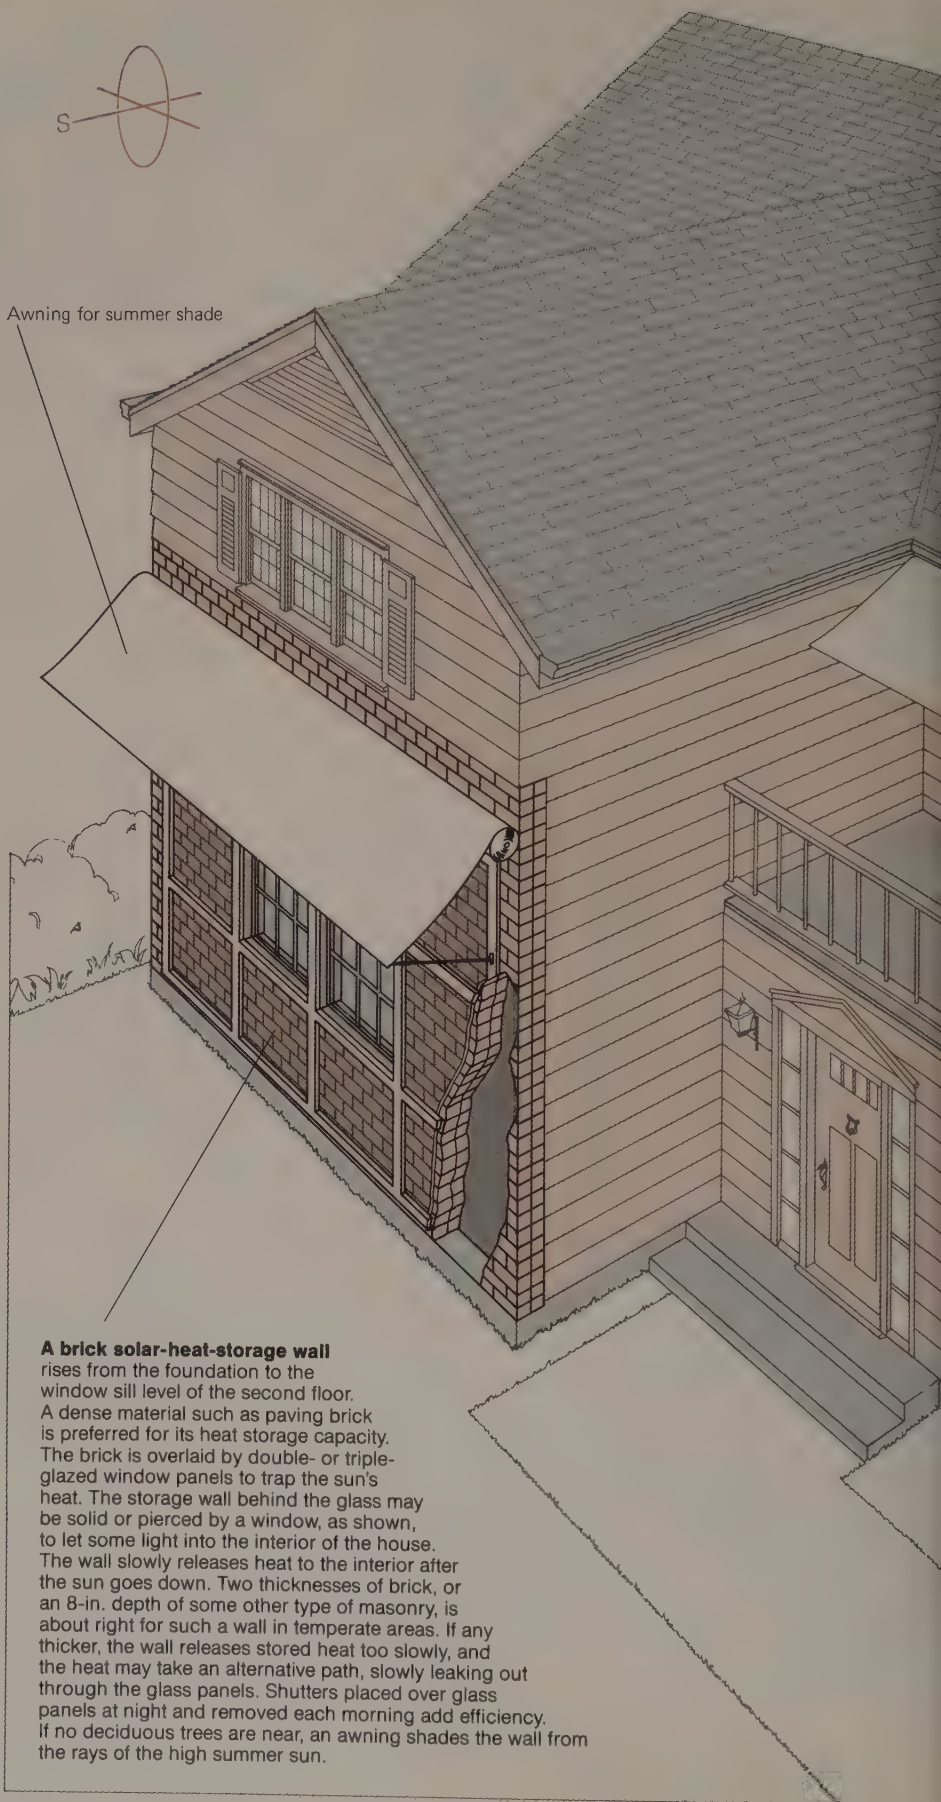 S
Awning for summer shade
A brick solar-heat-storage wall
rises from the foundation to the
window sill level of the second floor.
A dense material such as paving brick
is preferred for its heat storage capacity.
The brick is overlaid by double- or triple-
glazed window panels to trap the sun's
heat. The storage wall behind the glass may
be solid or pierced by a window, as shown,
to let some light into the interior of the house.
The wall slowly releases heat to the interior after
the sun goes down. Two thicknesses of brick, or
an 8-in. depth of some other type of masonry, is
about right for such a wall in temperate areas. If any
thicker, the wall releases stored heat too slowly, and
the heat may take an alternative path, slowly leaking out
through the glass panels. Shutters placed over glass
panels at night and removed each morning add efficiency.
If no deciduous trees are near, an awning shades the wall from
the rays of the high summer sun.